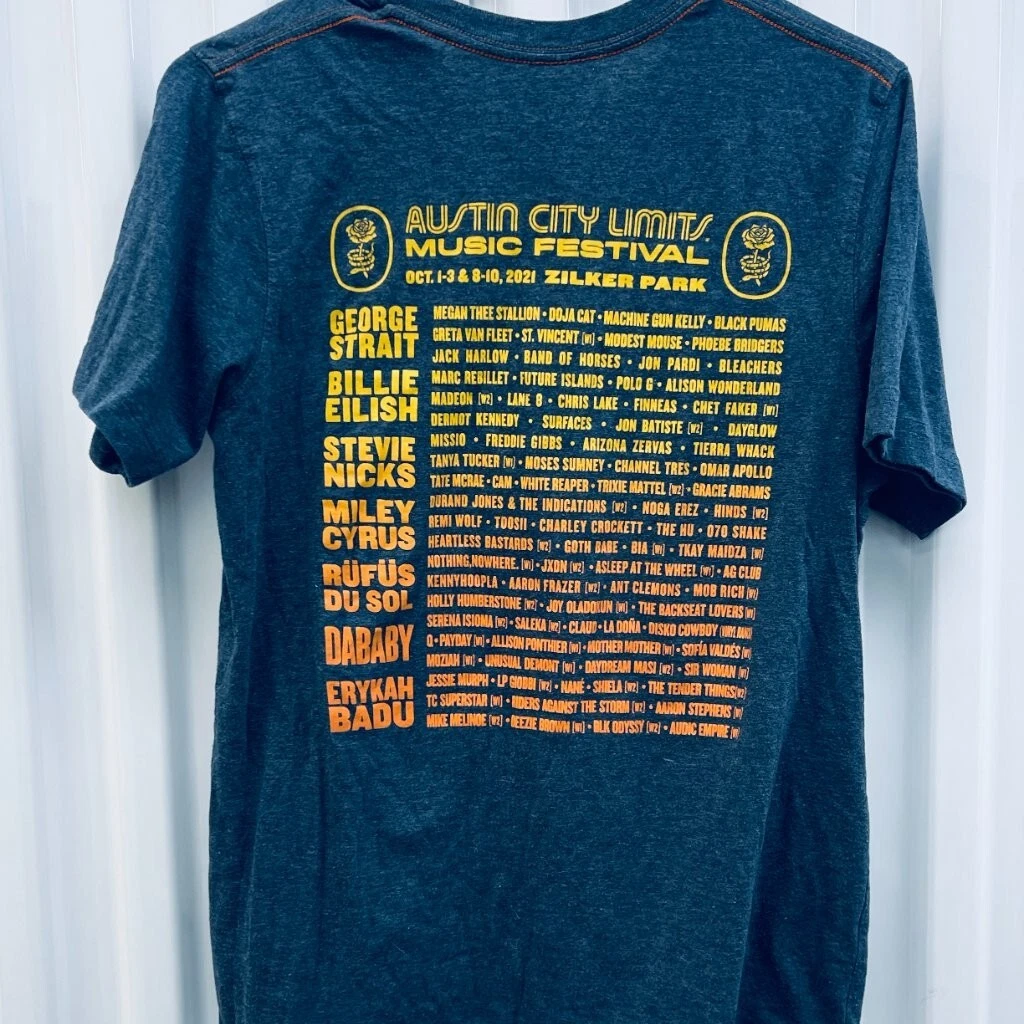 AUSTIN CITY LIMITS
MUSIC FESTIVAL
OCT. 1-3 & 8-10, 2021 ZILKER PARK
GEORGE
STRAIT
BILLIE
EILISH
STEVIE
NICKS
MILEY
CYRUS
RÜFÜS
DU SOL
DABABY
ERYKAH
BADU
MEGAN THEE STALLION • DOJA CAT • MACHINE GUN KELLY • BLACK PUMAS
GRETA VAN FLEET • ST. VINCENT [W1] • MODEST MOUSE • PHOEBE BRIDGERS
JACK HARLOW • BAND OF HORSES • JON PARDI • BLEACHERS
MARC REBILLET • FUTURE ISLANDS • POLO G • ALISON WONDERLAND
MADEON [W2] • LANE 8 • CHRIS LAKE • FINNEAS • CHET FAKER [W1]
DERMOT KENNEDY • SURFACES • JON BATISTE [W2] • DAYGLOW
MISSIO • FREDDIE GIBBS • ARIZONA ZERVAS • TIERRA WHACK
TANYA TUCKER [W1] • MOSES SUMNEY • CHANNEL TRES • OMAR APOLLO
TATE MCRAE • CAM • WHITE REAPER • TRIXIE MATTEL [W2] • GRACIE ABRAMS
DURAND JONES & THE INDICATIONS [W2] • NOGA EREZ • HINDS [W2]
REMI WOLF • TOOSII • CHARLEY CROCKETT • THE HU • 070 SHAKE
HEARTLESS BASTARDS [W2] • GOTH BABE • BIA [W1] • TKAY MAIDZA [W1]
NOTHING,NOWHERE. [W1] • JXDN [W2] • ASLEEP AT THE WHEEL [W1] • AG CLUB
KENNYHOOPLA • AARON FRAZER [W2] • ANT CLEMONS • MOB RICH [W1]
HOLLY HUMBERSTONE [W2] • JOY OLADOKUN [W1] • THE BACKSEAT LOVERS [W1]
SERENA ISIOMA [W2] • SALEKA [W2] • CLAUD • LA DOÑA • DISKO COWBOY
Q • PAYDAY [W1] • ALLISON PONTHIER [W1] • MOTHER MOTHER [W1] • SOFÍA VALDÉS [W1]
MOZIAH [W1] • UNUSUAL DEMONT [W1] • DAYDREAM MASI [W2] • SIR WOMAN [W1]
JESSIE MURPH • LP GIOBBI [W2] • NANÉ • SHIELA [W2] • THE TENDER THINGS [W2]
TC SUPERSTAR [W1] • RIDERS AGAINST THE STORM [W2] • AARON STEPHENS [W1]
MIKE MELINOE [W2] • DEEZIE BROWN [W1] • BLK ODYSSY [W2] • AUDIC EMPIRE [W1]